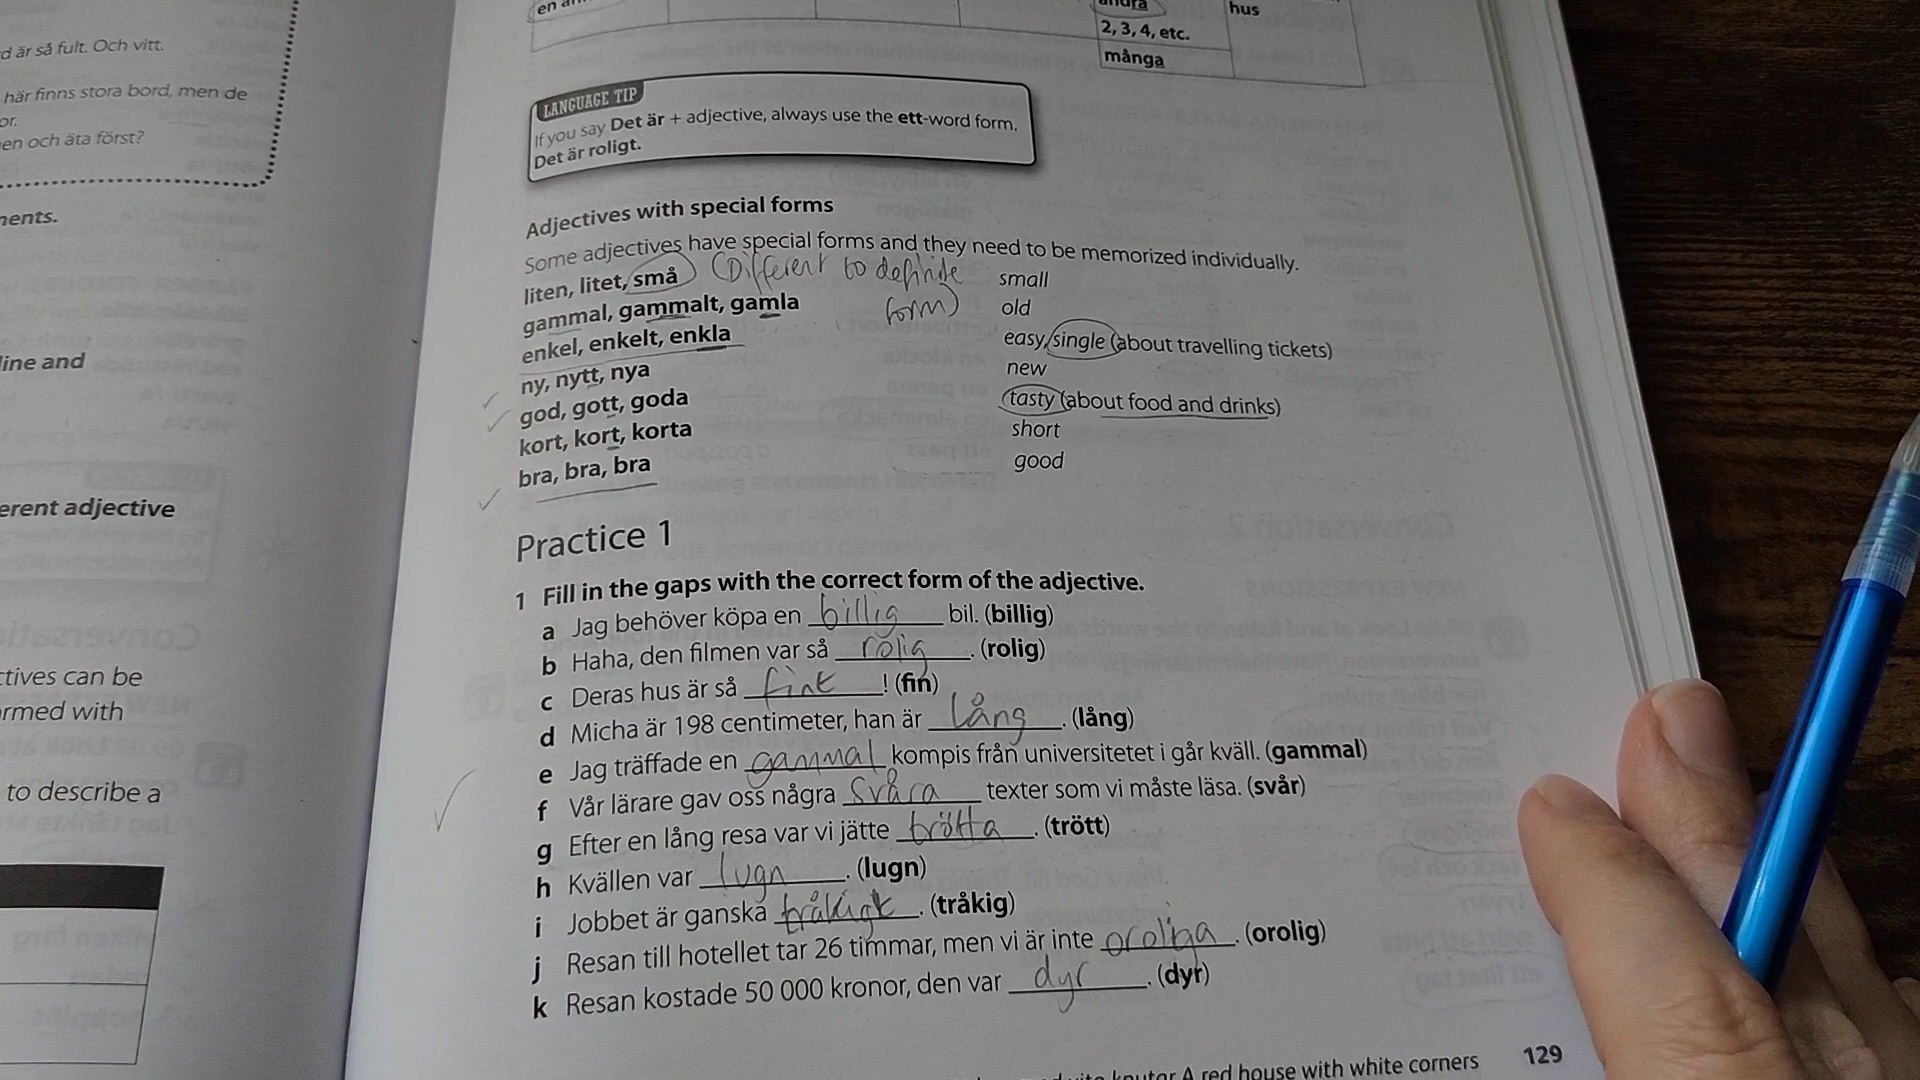 d är så fult. Och vitt.
här finns stora bord, men de
or.
en och äta först?
nents.
line and
erent adjective
ctives can be
rmed with
to describe a
en
andra
hus
2, 3, 4, etc.
många
LANGUAGE TIP
If you say Det är + adjective, always use the ett-word form.
Det är roligt.
Adjectives with special forms
Some adjectives have special forms and they need to be memorized individually.
liten, litet, små (Different to definite small
gammal, gammalt, gamla form) old
enkel, enkelt, enkla easy, single (about travelling tickets)
ny, nytt, nya new
god, gott, goda tasty (about food and drinks)
kort, kort, korta short
bra, bra, bra good
Practice 1
1 Fill in the gaps with the correct form of the adjective.
a Jag behöver köpa en billig bil. (billig)
b Haha, den filmen var så rolig. (rolig)
c Deras hus är så fint! (fin)
d Micha är 198 centimeter, han är lång. (lång)
e Jag träffade en gammal kompis från universitetet i går kväll. (gammal)
f Vår lärare gav oss några svåra texter som vi måste läsa. (svår)
g Efter en lång resa var vi jätte trötta. (trött)
h Kvällen var lugn. (lugn)
i Jobbet är ganska tråkigt. (tråkig)
j Resan till hotellet tar 26 timmar, men vi är inte oroliga. (orolig)
k Resan kostade 50 000 kronor, den var dyr. (dyr)
knutar A red house with white corners 129